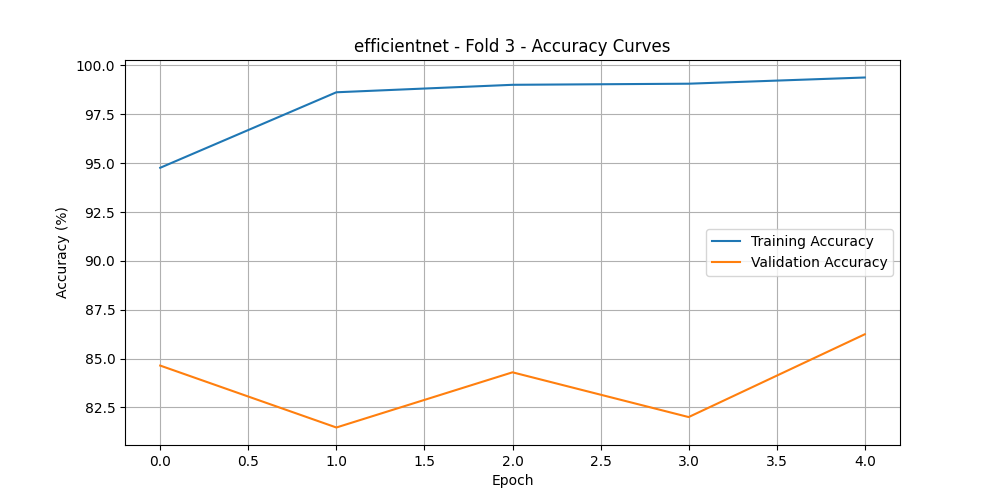 efficientnet - Fold 3 - Accuracy Curves
100.0
97.5
95.0
92.5
90.0
87.5
85.0
82.5
Accuracy (%)
Training Accuracy
Validation Accuracy
0.0 0.5 1.0 1.5 2.0 2.5 3.0 3.5 4.0
Epoch